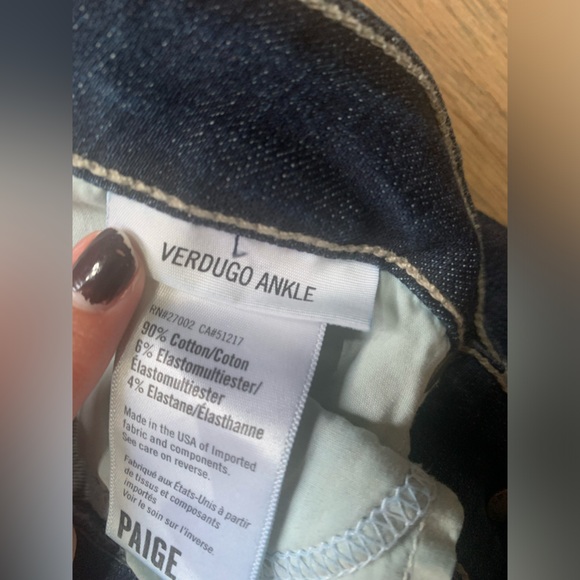 L
VERDUGO ANKLE
RN#27002 CA#51217
90% Cotton/Coton
6% Elastomultiester/
Élastomultiester
4% Elastane/Élasthanne
Made in the USA of Imported
fabric and components.
See care on reverse.
Fabriqué aux États-Unis à partir
de tissus et composants
importés
Voir le soin sur l'inverse.
PAIGE